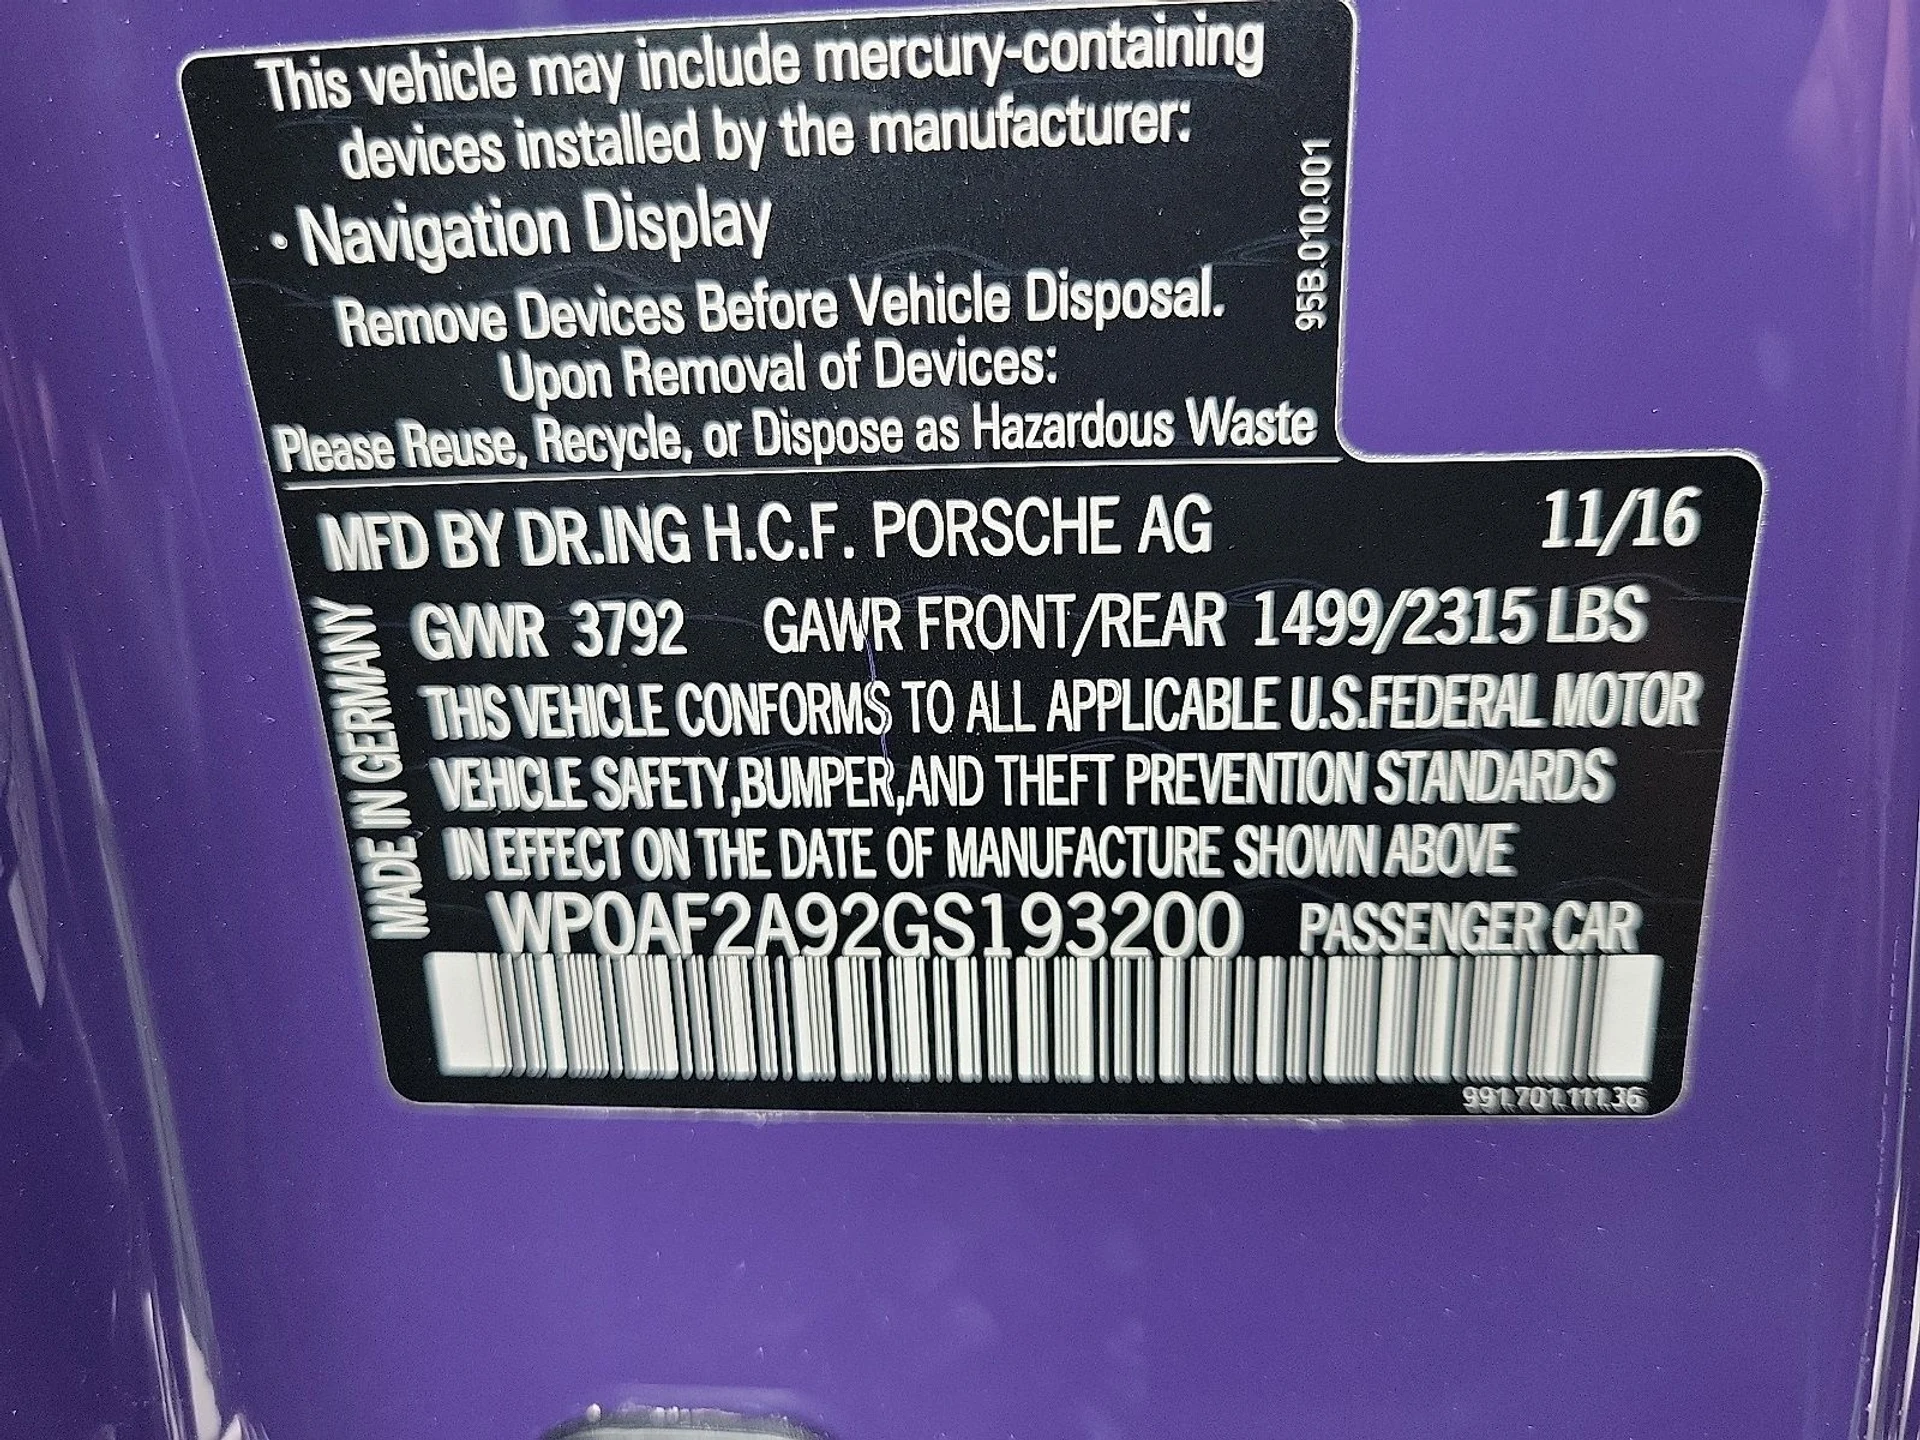 This vehicle may include mercury-containing
devices installed by the manufacturer:
• Navigation Display
Remove Devices Before Vehicle Disposal.
Upon Removal of Devices:
Please Reuse, Recycle, or Dispose as Hazardous Waste
95B.010.001
MFD BY DR.ING H.C.F. PORSCHE AG 11/16
GVWR 3792 GAWR FRONT/REAR 1499/2315 LBS
THIS VEHICLE CONFORMS TO ALL APPLICABLE U.S.FEDERAL MOTOR
VEHICLE SAFETY,BUMPER,AND THEFT PREVENTION STANDARDS
IN EFFECT ON THE DATE OF MANUFACTURE SHOWN ABOVE
WP0AF2A92GS193200 PASSENGER CAR
MADE IN GERMANY
991.701.111.36